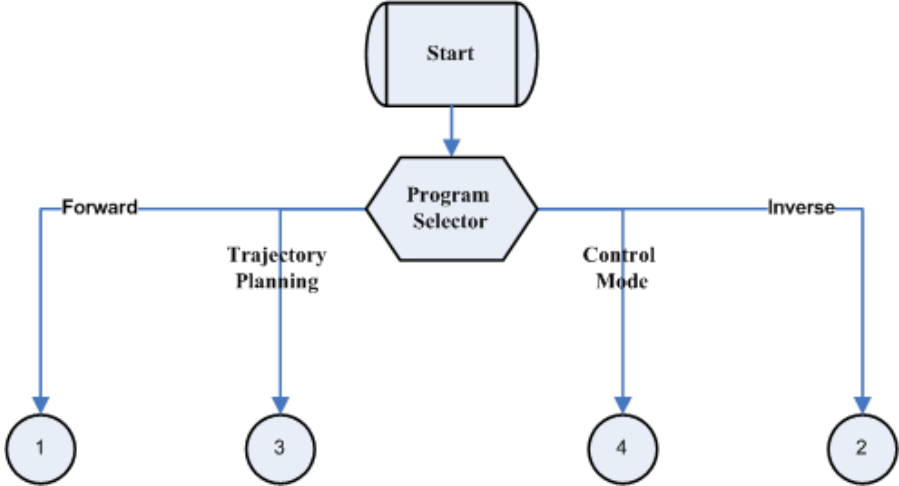 Start
Program
Selector
Forward
Inverse
Trajectory
Planning
Control
Mode
1
3
4
2